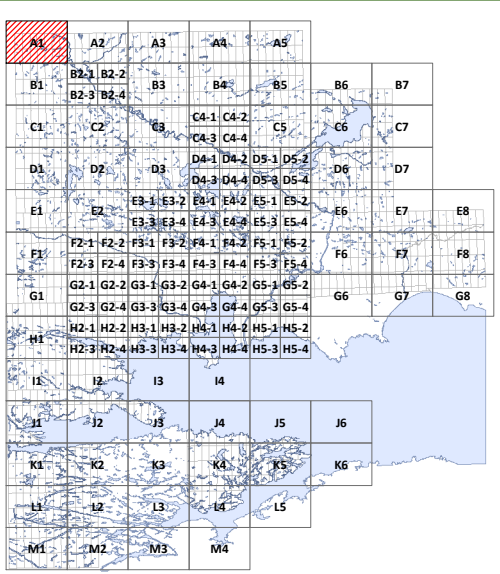 A1 A2 A3 A4 A5
B1 B2-1 B2-2 B3 B4 B5 B6 B7
B2-3 B2-4
C1 C2 C3 C4-1 C4-2 C5 C6 C7
C4-3 C4-4
D1 D2 D3 D4-1 D4-2 D5-1 D5-2 D6 D7
D4-3 D4-4 D5-3 D5-4
E1 E2 E3-1 E3-2 E4-1 E4-2 E5-1 E5-2 E6 E7 E8
E3-3 E3-4 E4-3 E4-4 E5-3 E5-4
F1 F2-1 F2-2 F3-1 F3-2 F4-1 F4-2 F5-1 F5-2 F6 F7 F8
F2-3 F2-4 F3-3 F3-4 F4-3 F4-4 F5-3 F5-4
G1 G2-1 G2-2 G3-1 G3-2 G4-1 G4-2 G5-1 G5-2 G6 G7 G8
G2-3 G2-4 G3-3 G3-4 G4-3 G4-4 G5-3 G5-4
H1 H2-1 H2-2 H3-1 H3-2 H4-1 H4-2 H5-1 H5-2
H2-3 H2-4 H3-3 H3-4 H4-3 H4-4 H5-3 H5-4
I1 I2 I3 I4
J1 J2 J3 J4 J5 J6
K1 K2 K3 K4 K5 K6
L1 L2 L3 L4 L5
M1 M2 M3 M4